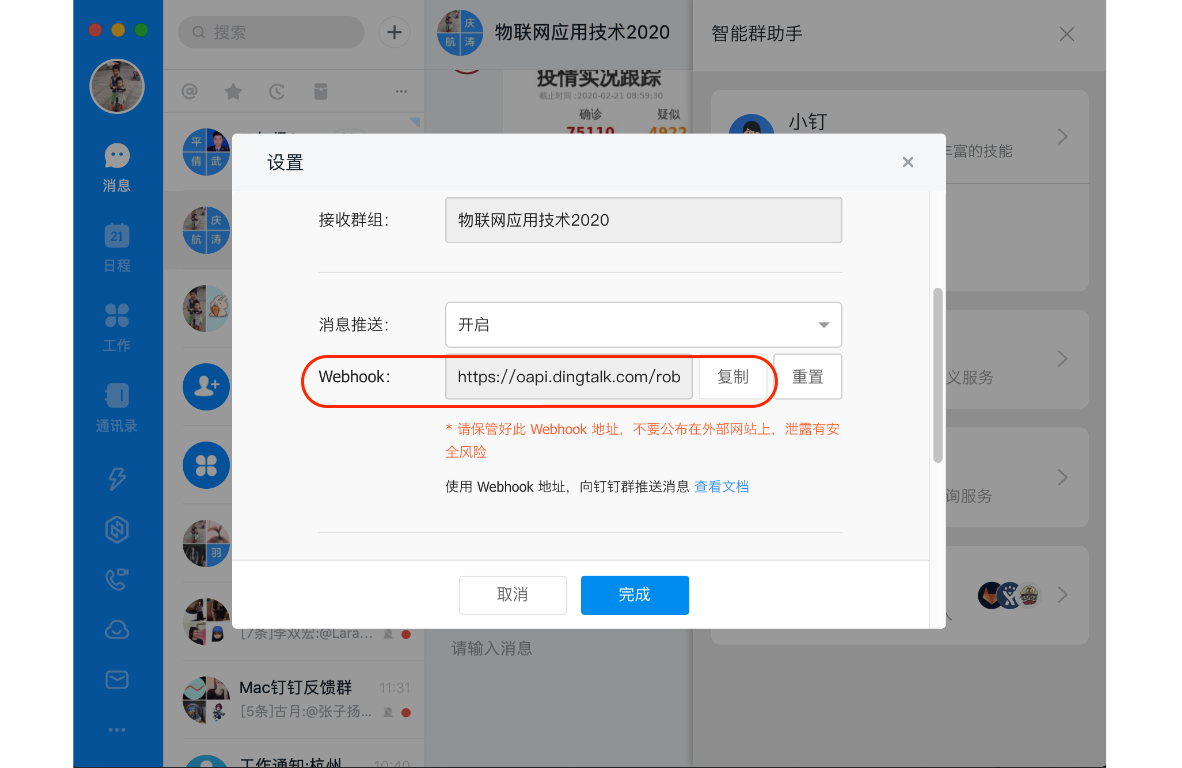 搜索
庆
航 涛
物联网应用技术2020
智能群助手
疫情实况跟踪
截止时间:2020-02-21 08:59:30
确诊
疑似
75110
4922
小钉
丰富的技能
平
倩 武
设置
消息
接收群组:
物联网应用技术2020
庆
航 涛
21
日程
消息推送:
开启
工作
Webhook:
https://oapi.dingtalk.com/rob
复制
重置
义服务
通讯录
* 请保管好此 Webhook 地址，不要公布在外部网站上，泄露有安
全风险
使用 Webhook 地址，向钉钉群推送消息 查看文档
询服务
羽
取消
完成
[7条]李双宏:@Lara...
请输入消息
Mac钉钉反馈群
11:31
[5条]古月:@张子扬...
工作通知:杭州
10:40